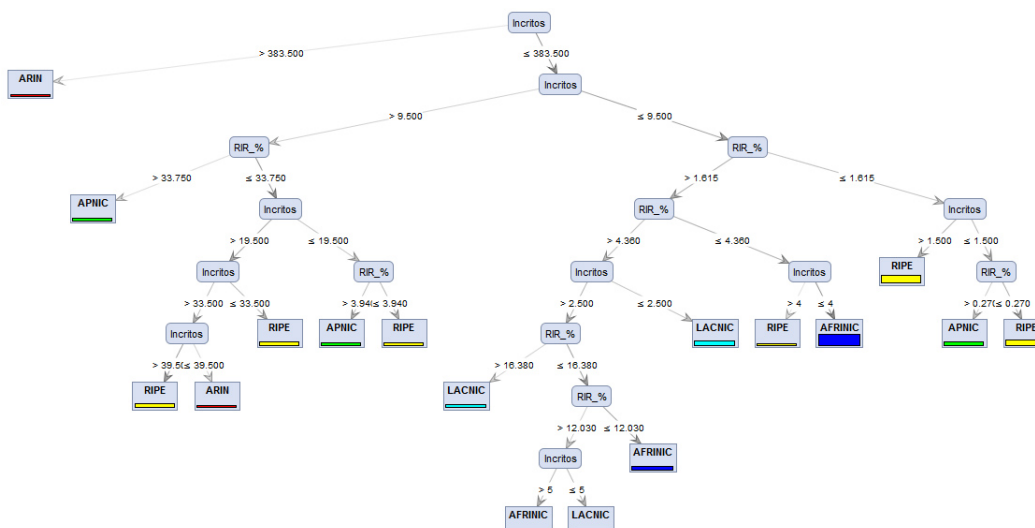 Incritos
> 383.500
≤ 383.500
ARIN
Incritos
> 9.500
≤ 9.500
RIR_%
RIR_%
> 33.750
≤ 33.750
> 1.615
≤ 1.615
APNIC
Incritos
RIR_%
Incritos
> 19.500
≤ 19.500
> 4.360
≤ 4.360
> 1.500
≤ 1.500
Incritos
RIR_%
Incritos
Incritos
RIPE
RIR_%
> 33.500
≤ 33.500
> 3.940
≤ 3.940
> 2.500
≤ 2.500
> 4
≤ 4
> 0.270
≤ 0.270
Incritos
RIPE
APNIC
RIPE
RIR_%
LACNIC
RIPE
AFRINIC
APNIC
RIPE
> 39.500
≤ 39.500
> 16.380
≤ 16.380
RIPE
ARIN
LACNIC
RIR_%
> 12.030
≤ 12.030
Incritos
AFRINIC
> 5
≤ 5
AFRINIC
LACNIC